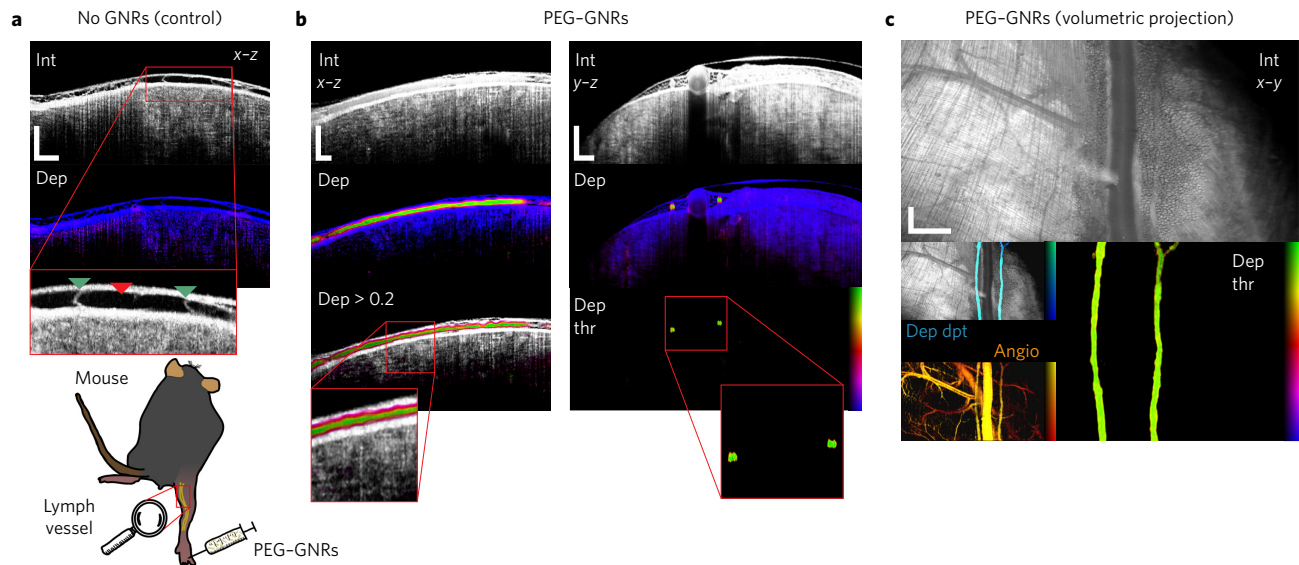 a
No GNRs (control)
Int
x–z
Dep
Mouse
Lymph
vessel
PEG–GNRs
b
PEG–GNRs
Int
x–z
Dep
Dep > 0.2
Int
y–z
Dep
Dep
thr
c
PEG–GNRs (volumetric projection)
Int
x–y
Dep dpt
Angio
Dep
thr